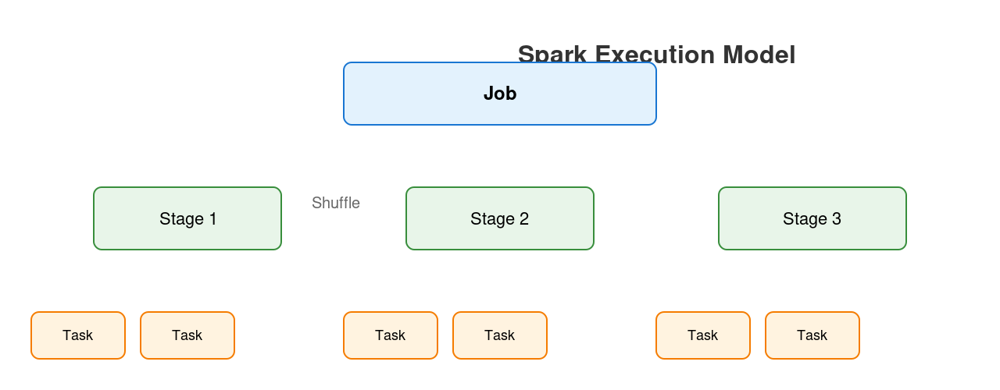 Spark Execution Model
Job
Stage 1
Shuffle
Stage 2
Stage 3
Task
Task
Task
Task
Task
Task